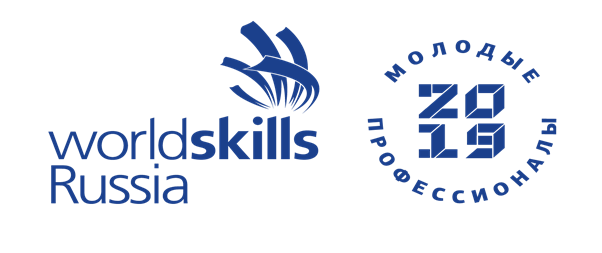 worldskills
Russia
МОЛОДЫЕ
20
19
ПРОФЕССИОНАЛЫ